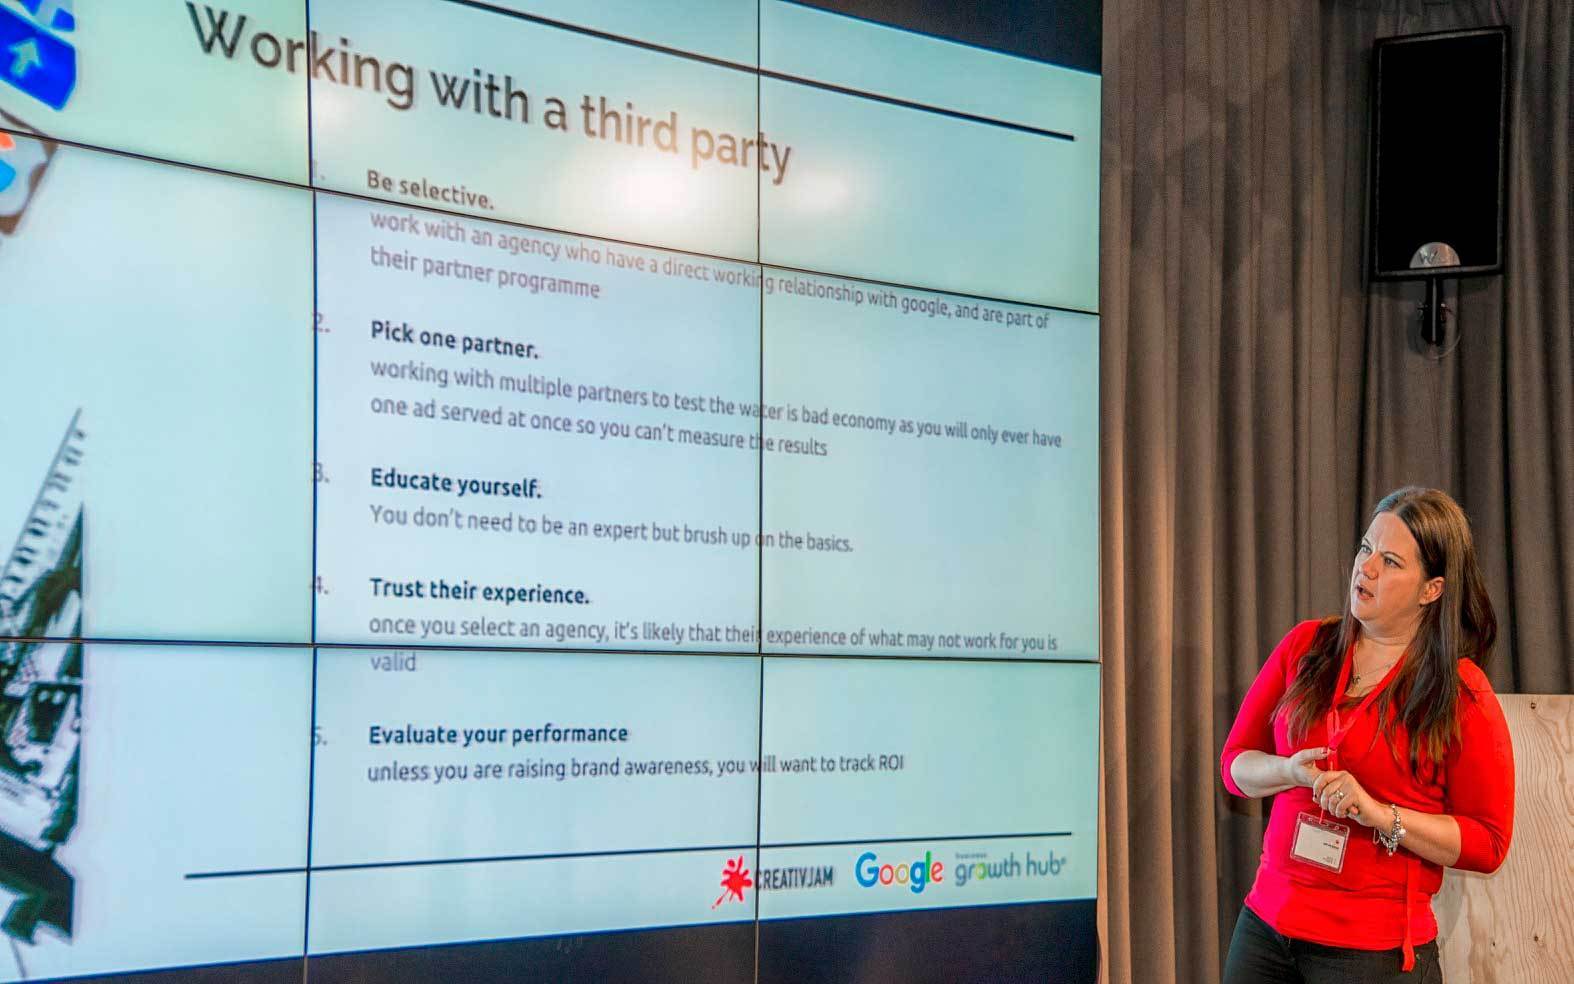 Working with a third party
1. Be selective.
work with an agency who have a direct working relationship with google, and are part of
their partner programme
2. Pick one partner.
working with multiple partners to test the water is bad economy as you will only ever have
one ad served at once so you can't measure the results
3. Educate yourself.
You don't need to be an expert but brush up on the basics.
4. Trust their experience.
once you select an agency, it's likely that their experience of what may not work for you is
valid
5. Evaluate your performance
unless you are raising brand awareness, you will want to track ROI
CREATIVJAM Google growth hub